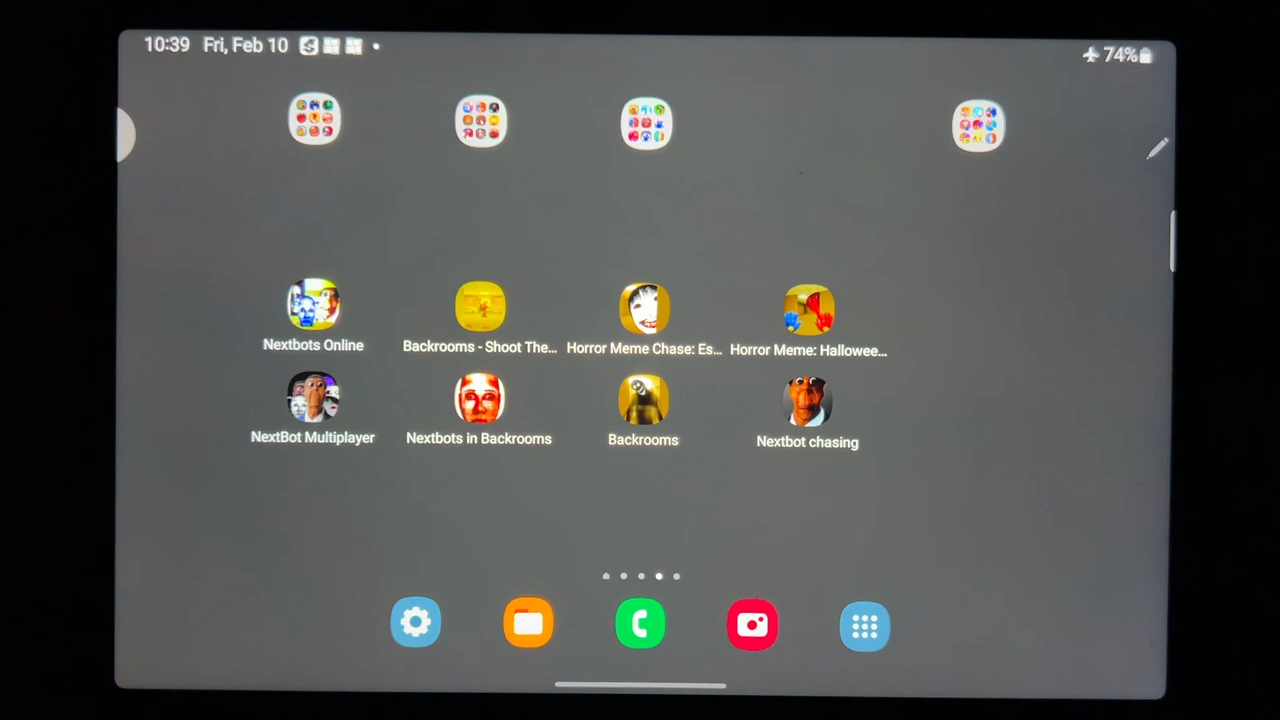 10:39 Fri, Feb 10
74%
Nextbots Online
Backrooms - Shoot The...
Horror Meme Chase: Es...
Horror Meme: Hallowee...
NextBot Multiplayer
Nextbots in Backrooms
Backrooms
Nextbot chasing